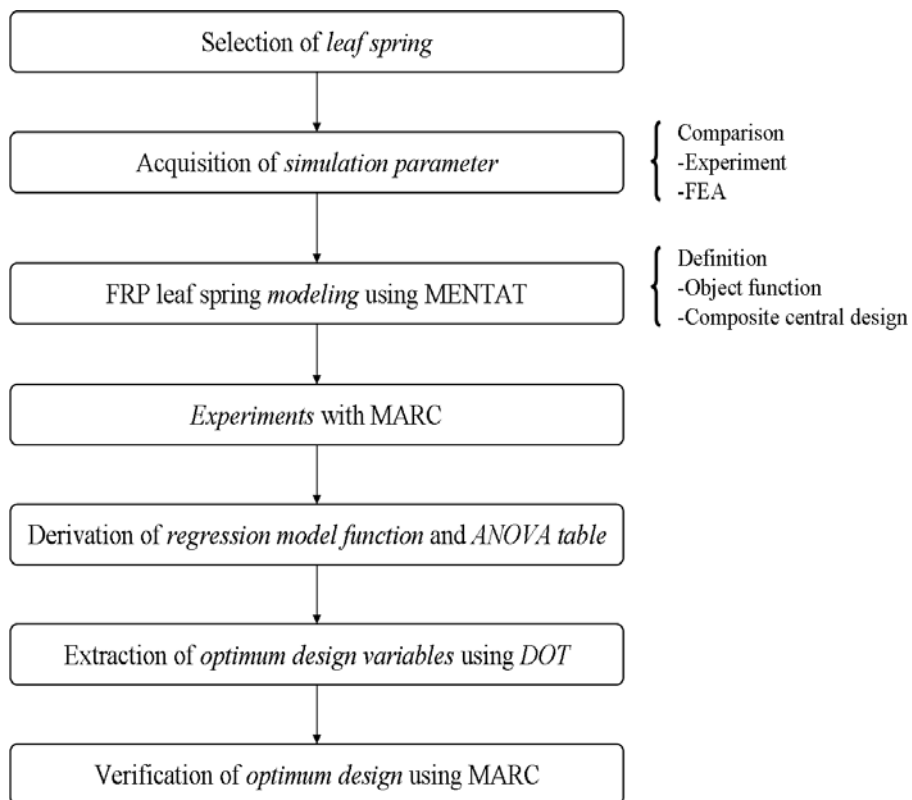 Selection of leaf spring
Acquisition of simulation parameter
Comparison
-Experiment
-FEA
FRP leaf spring modeling using MENTAT
Definition
-Object function
-Composite central design
Experiments with MARC
Derivation of regression model function and ANOVA table
Extraction of optimum design variables using DOT
Verification of optimum design using MARC